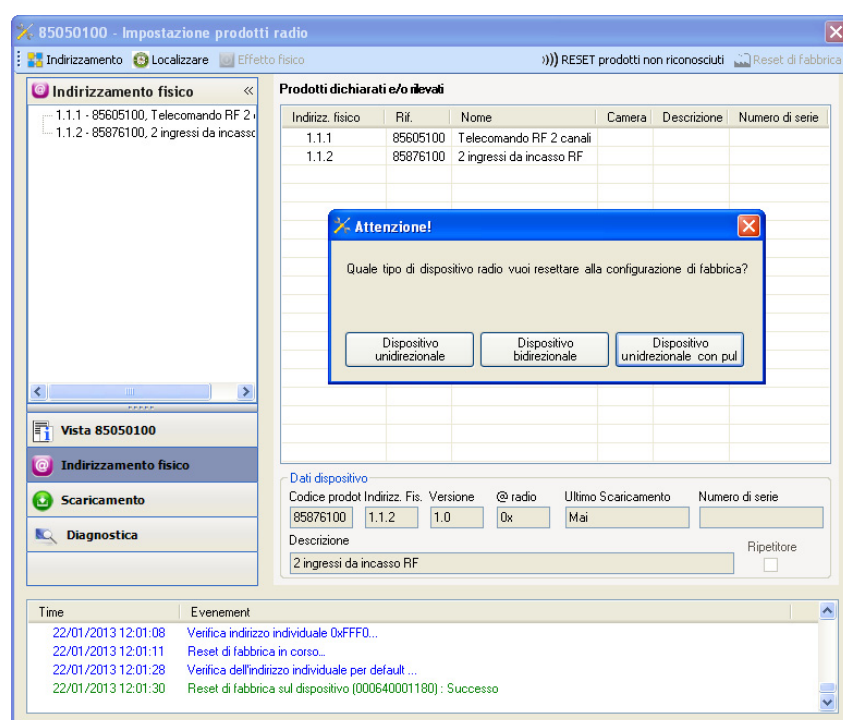 85050100 - Impostazione prodotti radio
Indirizzamento Localizzare Effetto fisico ))) RESET prodotti non riconosciuti Reset di fabbrica
Indirizzamento fisico «
1.1.1 - 85605100, Telecomando RF 2
1.1.2 - 85876100, 2 ingressi da incasso
Vista 85050100
Indirizzamento fisico
Scaricamento
Diagnostica
Prodotti dichiarati e/o rilevati
Indirizz. fisico Rif. Nome Camera Descrizione Numero di serie
1.1.1 85605100 Telecomando RF 2 canali
1.1.2 85876100 2 ingressi da incasso RF
Attenzione!
Quale tipo di dispositivo radio vuoi resettare alla configurazione di fabbrica?
Dispositivo unidirezionale
Dispositivo bidirezionale
Dispositivo unidirezionale con pul
Dati dispositivo
Codice prodot Indirizz. Fis. Versione @ radio Ultimo Scaricamento Numero di serie
85876100 1.1.2 1.0 0x Mai
Descrizione
Ripetitore
2 ingressi da incasso RF
Time Evenement
22/01/2013 12:01:08 Verifica indirizzo individuale 0xFFF0...
22/01/2013 12:01:11 Reset di fabbrica in corso...
22/01/2013 12:01:28 Verifica dell'indirizzo individuale per default ...
22/01/2013 12:01:30 Reset di fabbrica sul dispositivo (000640001180) : Successo